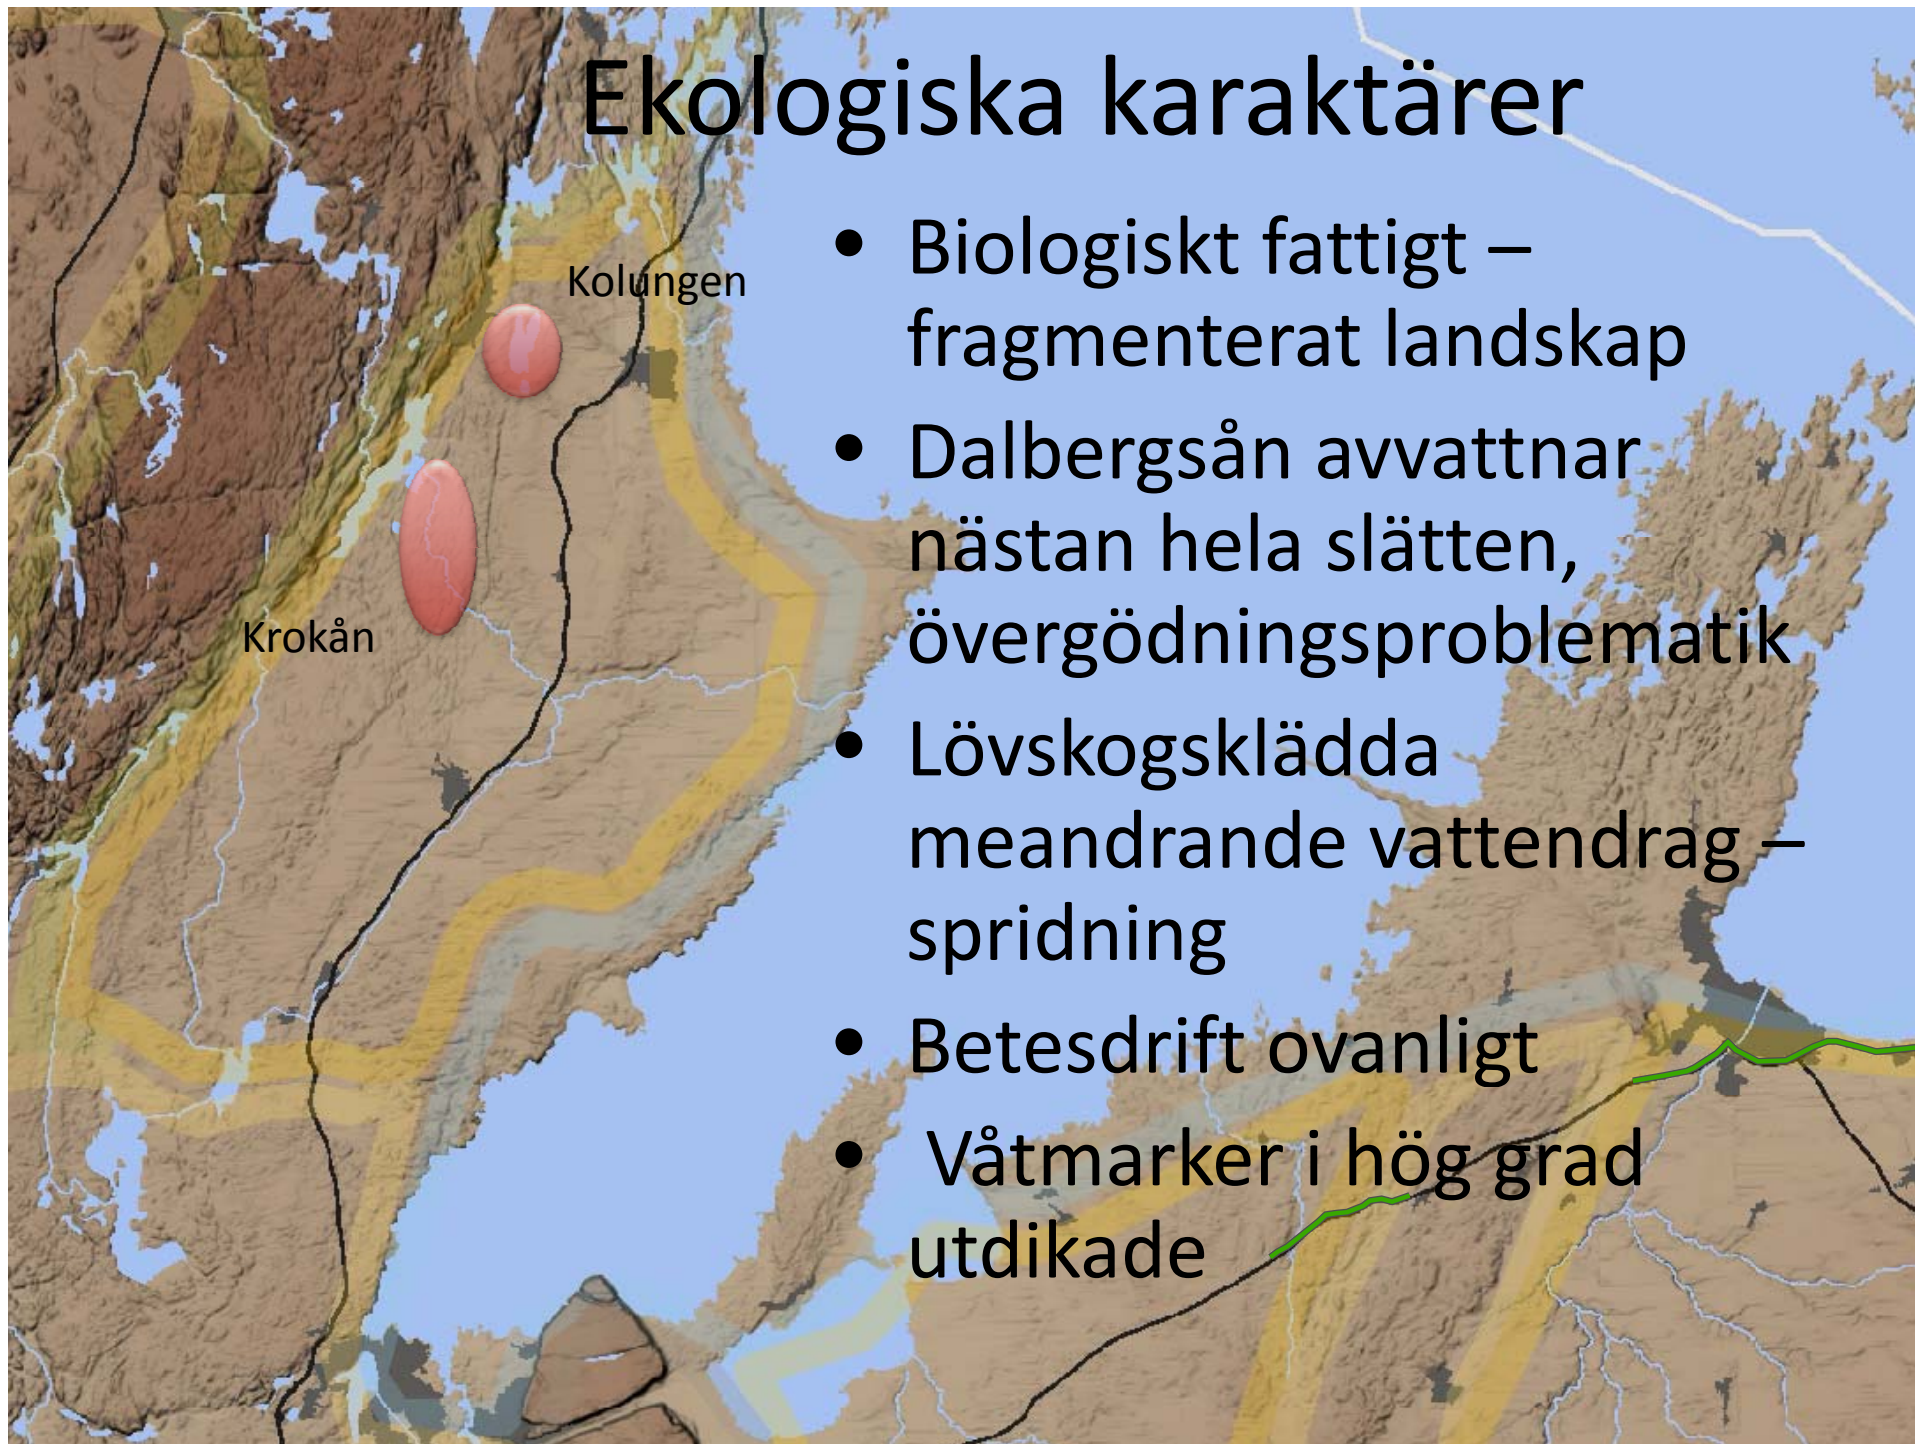 Ekologiska karaktärer
Kolungen
Krokån
• Biologiskt fattigt –
fragmenterat landskap
• Dalbergsån avvattnar
nästan hela slätten,
övergödningsproblematik
• Lövskogsklädda
meandrande vattendrag –
spridning
• Betesdrift ovanligt
• Våtmarker i hög grad
utdikade